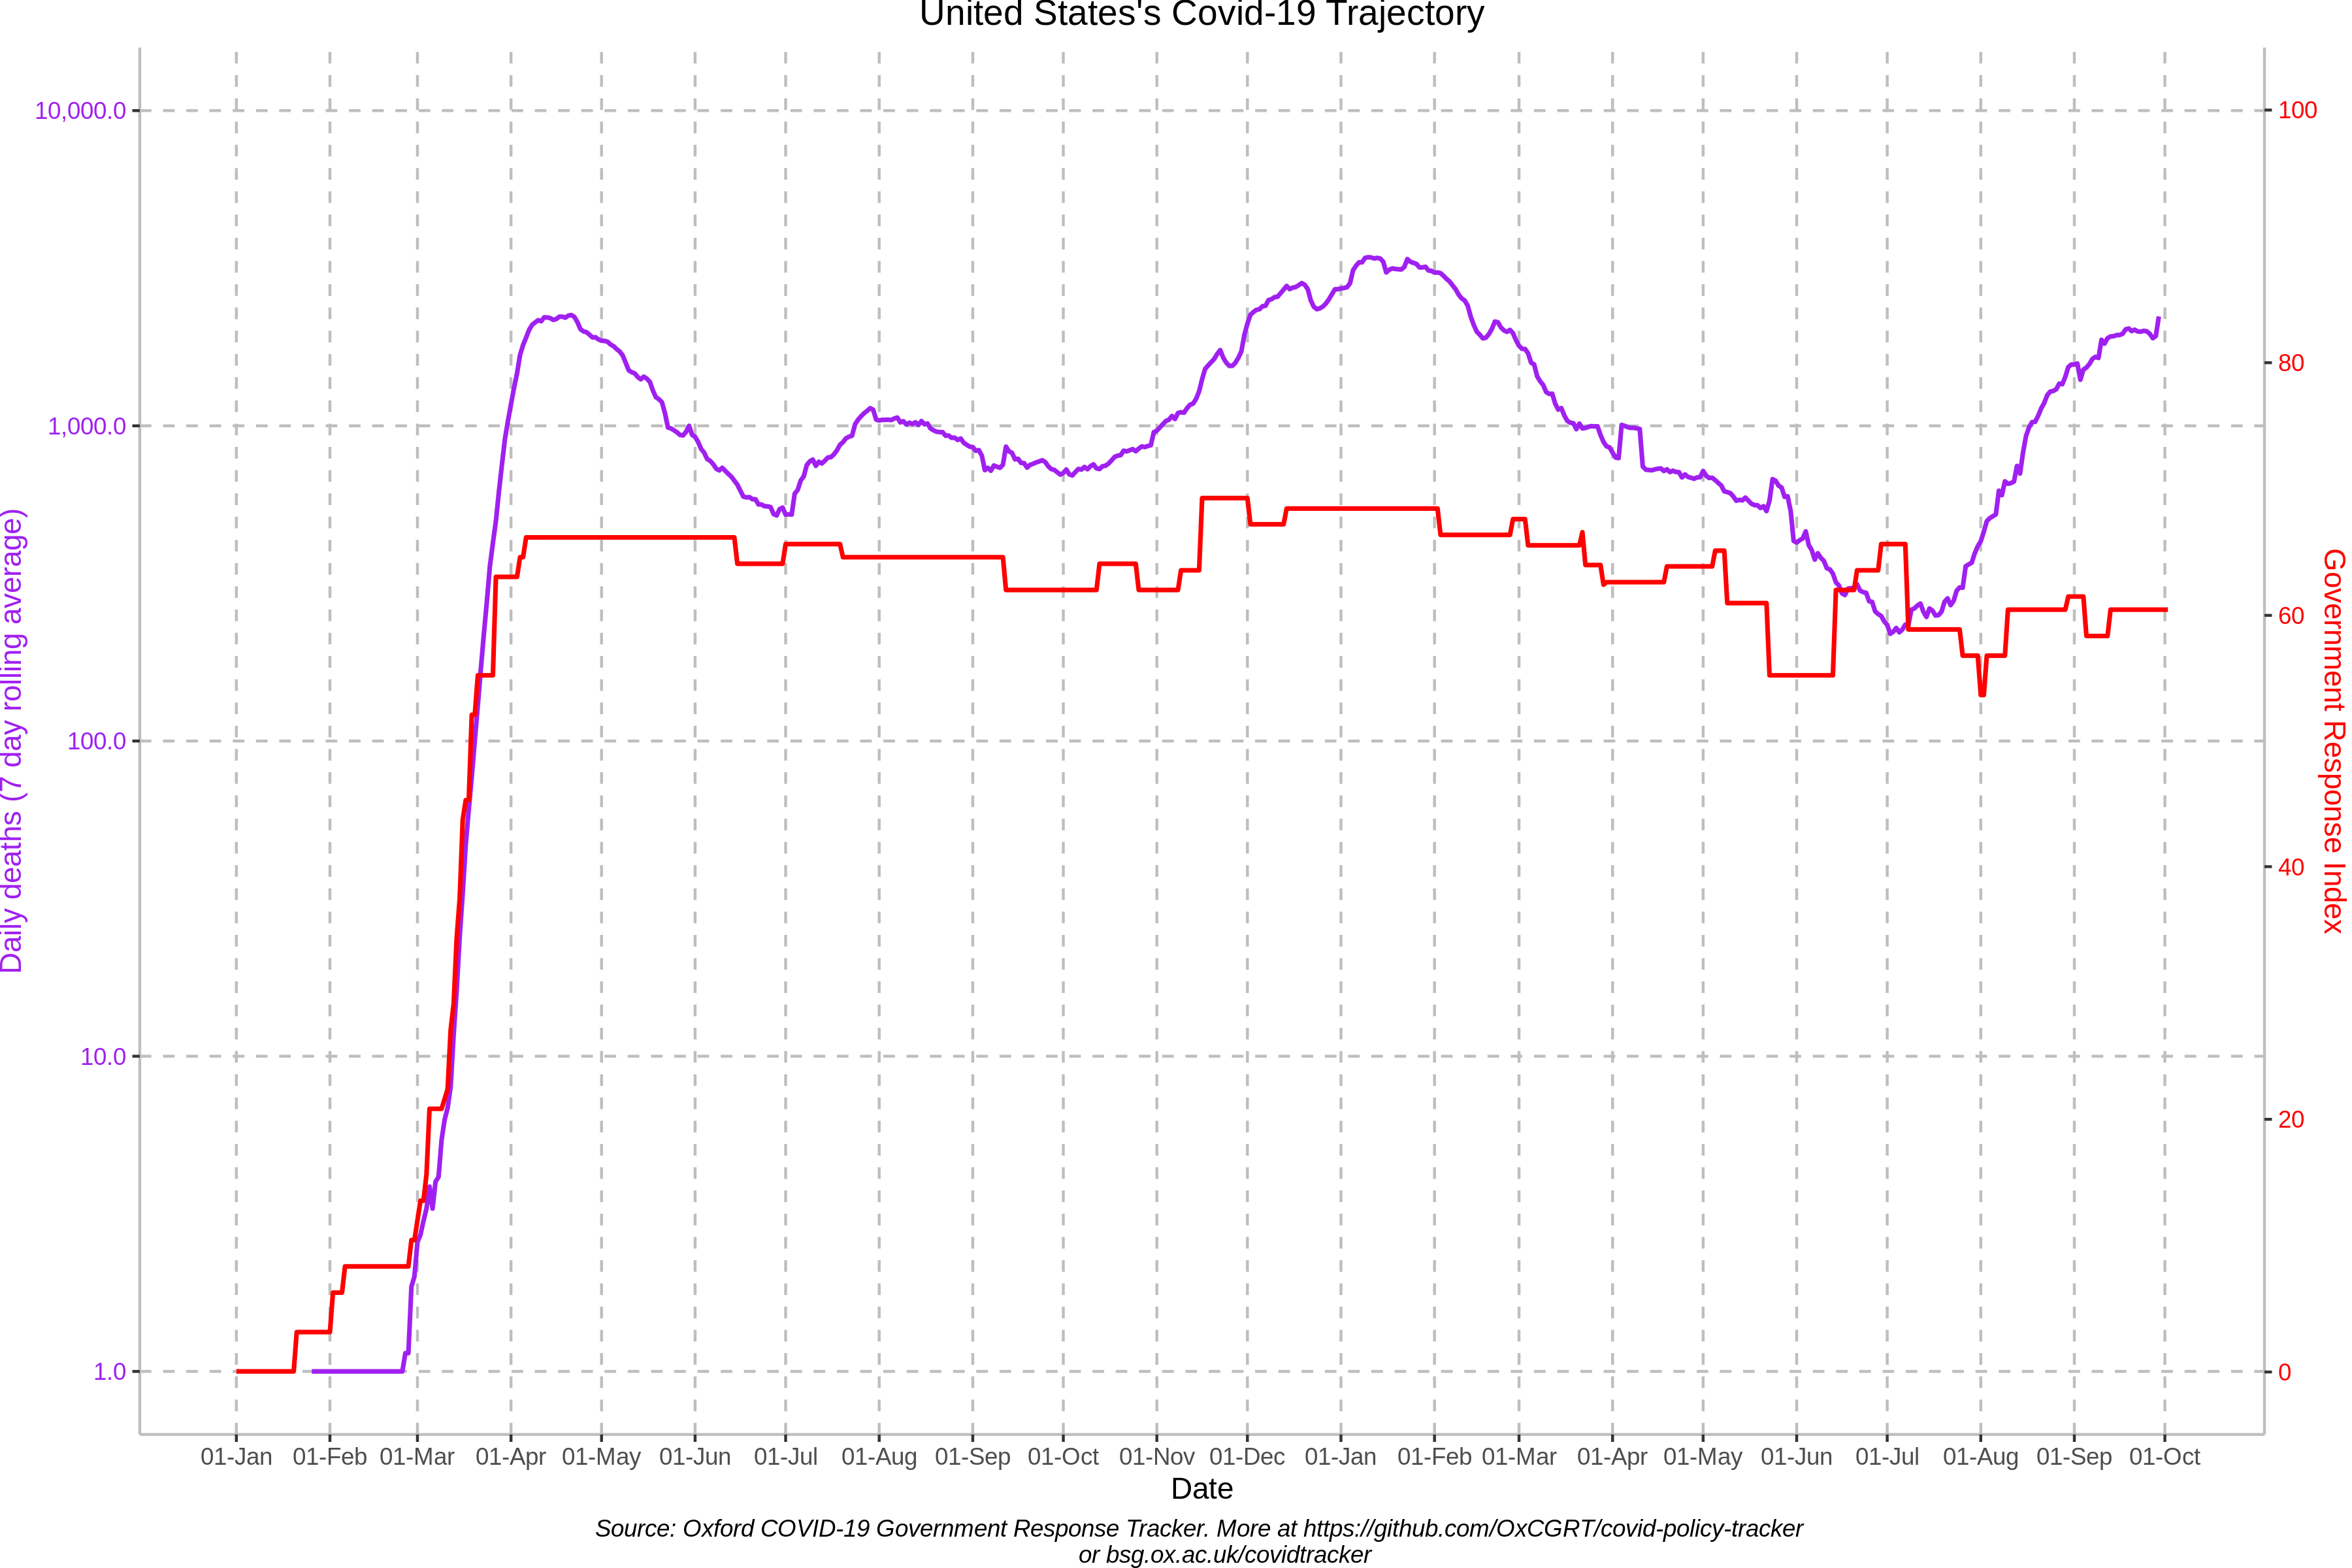 United States's Covid-19 Trajectory
10,000.0
1,000.0
100.0
10.0
1.0
Daily deaths (7 day rolling average)
100
80
60
40
20
0
Government Response Index
01-Jan 01-Feb 01-Mar 01-Apr 01-May 01-Jun 01-Jul 01-Aug 01-Sep 01-Oct 01-Nov 01-Dec 01-Jan 01-Feb 01-Mar 01-Apr 01-May 01-Jun 01-Jul 01-Aug 01-Sep 01-Oct
Date
Source: Oxford COVID-19 Government Response Tracker. More at https://github.com/OxCGRT/covid-policy-tracker
or bsg.ox.ac.uk/covidtracker